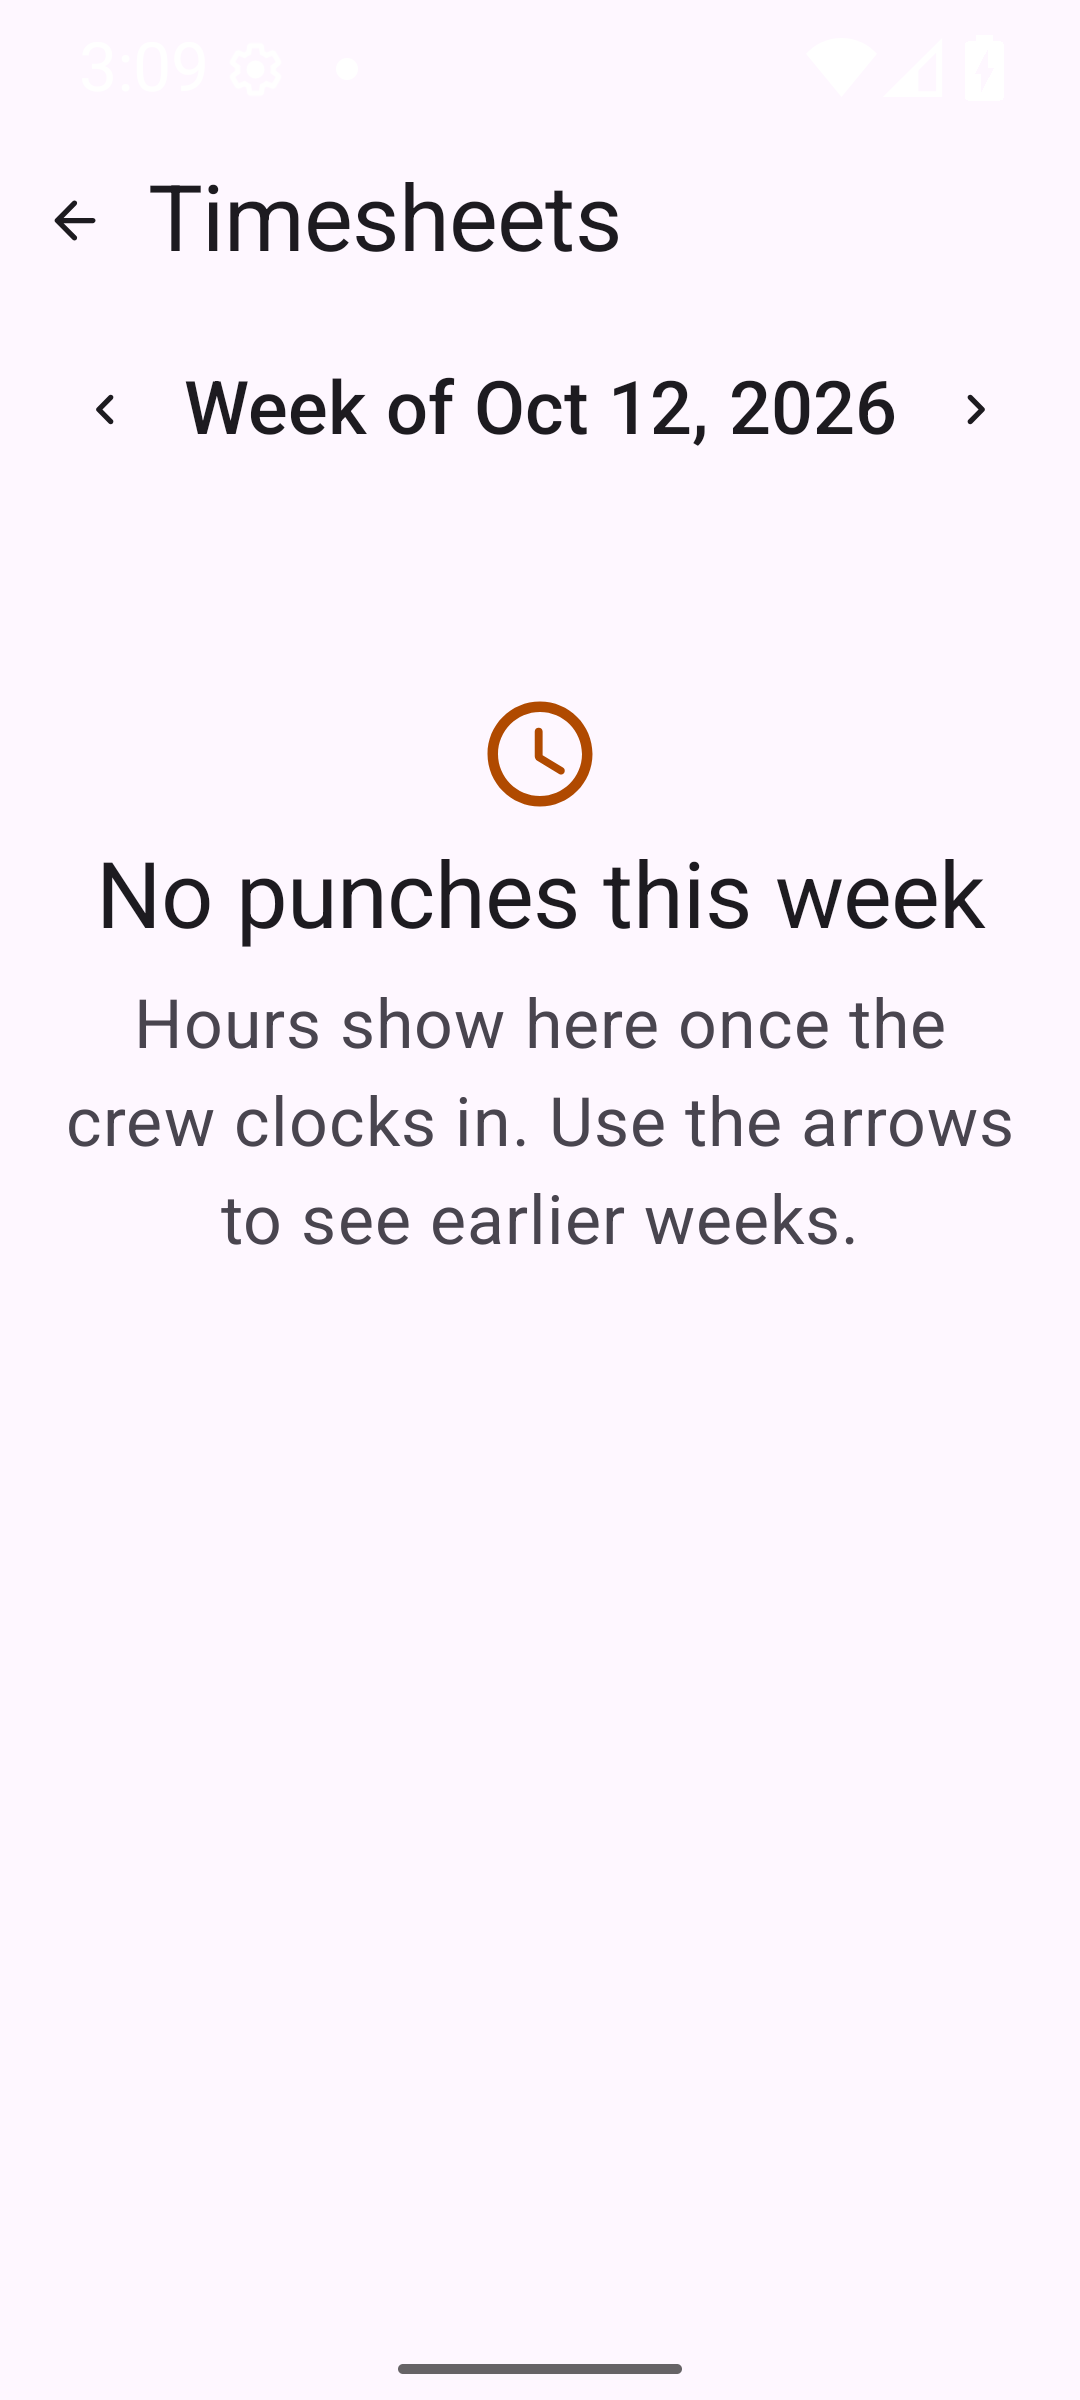 3:09
Timesheets
Week of Oct 12, 2026
No punches this week
Hours show here once the
crew clocks in. Use the arrows
to see earlier weeks.